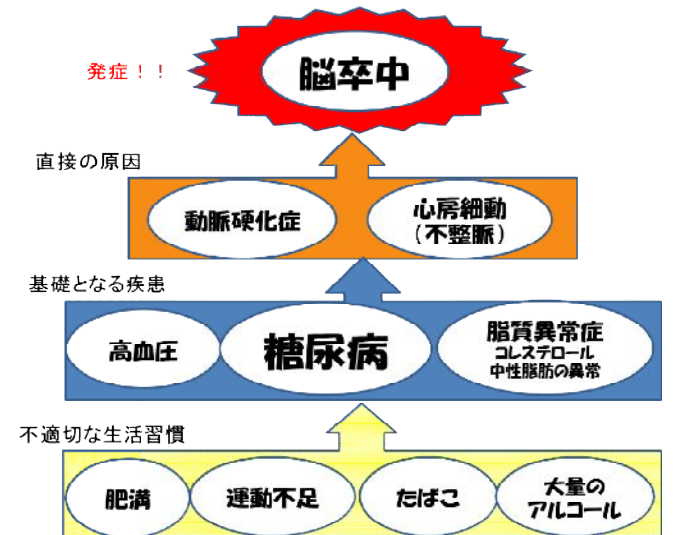 発症！！
脳卒中
直接の原因
動脈硬化症
心房細動
（不整脈）
基礎となる疾患
高血圧
糖尿病
脂質異常症
コレステロール
中性脂肪の異常
不適切な生活習慣
肥満
運動不足
たばこ
大量の
アルコール